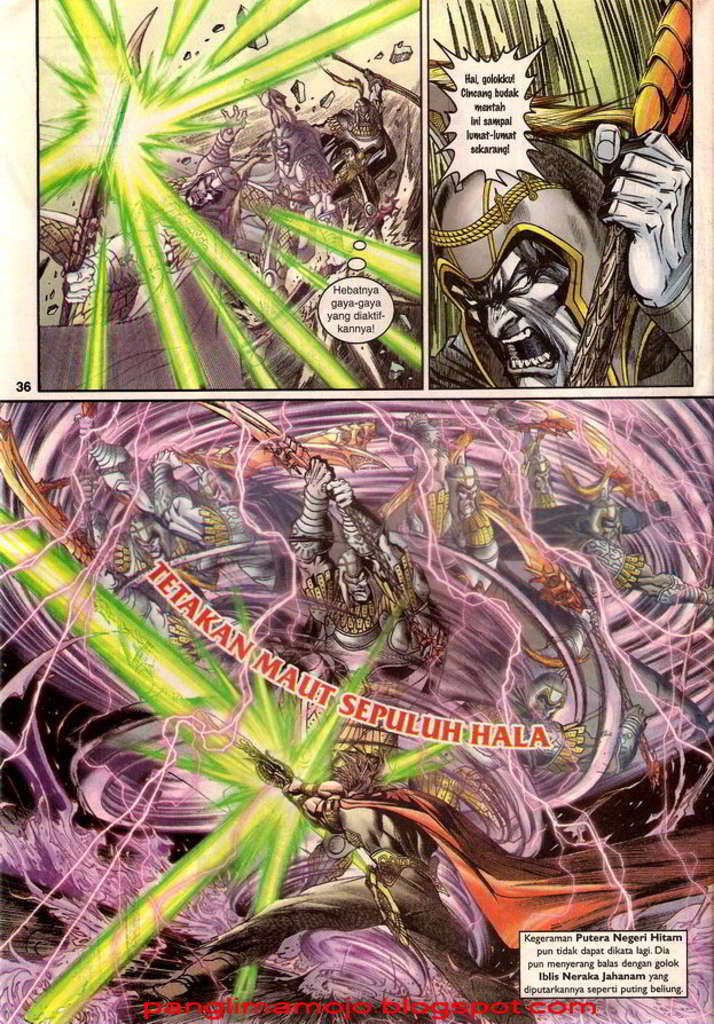 Hebatnya
gaya-gaya
yang diaktif-
kannya!
Hai, golokku!
Cincang budak
mentah
ini sampai
lumat-lumat
sekarang!
36
TETAKAN MAUT SEPULUH HALA
Kegeraman Putera Negeri Hitam
pun tidak dapat dikata lagi. Dia
pun menyerang balas dengan golok
Iblis Neraka Jahanam yang
diputarkannya seperti puting beliung.
panglimamojo.blogspot.com